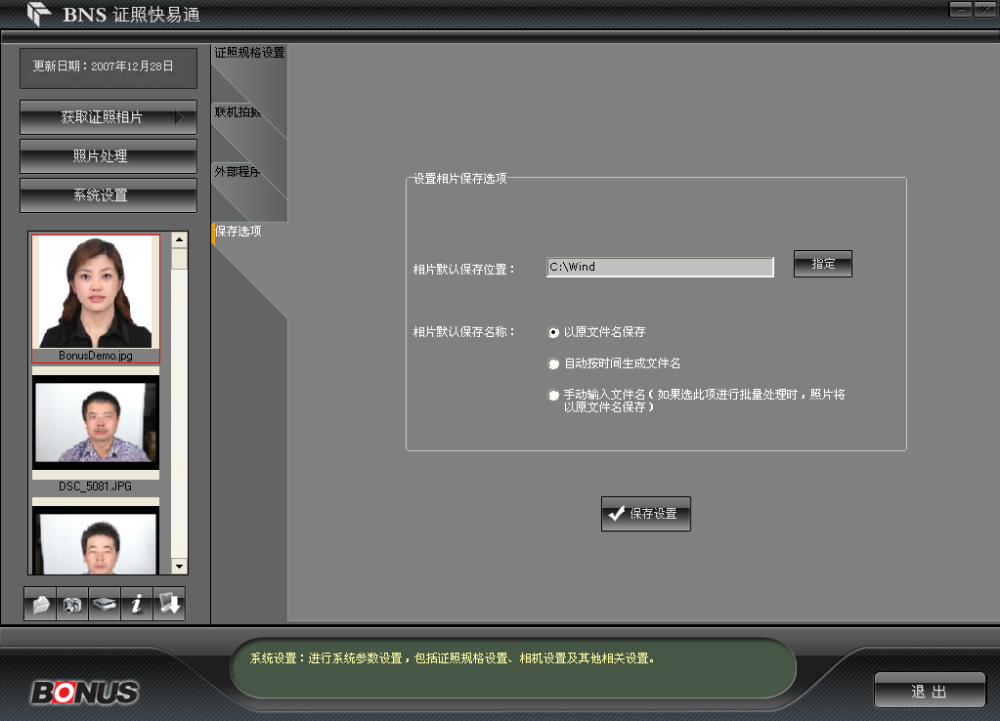 BNS 证照快易通
更新日期：2007年12月28日
获取证照相片
照片处理
系统设置
BonusDemo.jpg
DSC_5081.JPG
证照规格设置
联机拍摄
外部程序
保存选项
设置相片保存选项
相片默认保存位置：
C:\Wind
指定
相片默认保存名称：
以原文件名保存
自动按时间生成文件名
手动输入文件名（如果选此项进行批量处理时，照片将
以原文件名保存）
保存设置
系统设置：进行系统参数设置，包括证照规格设置、相机设置及其他相关设置。
BONUS
退 出